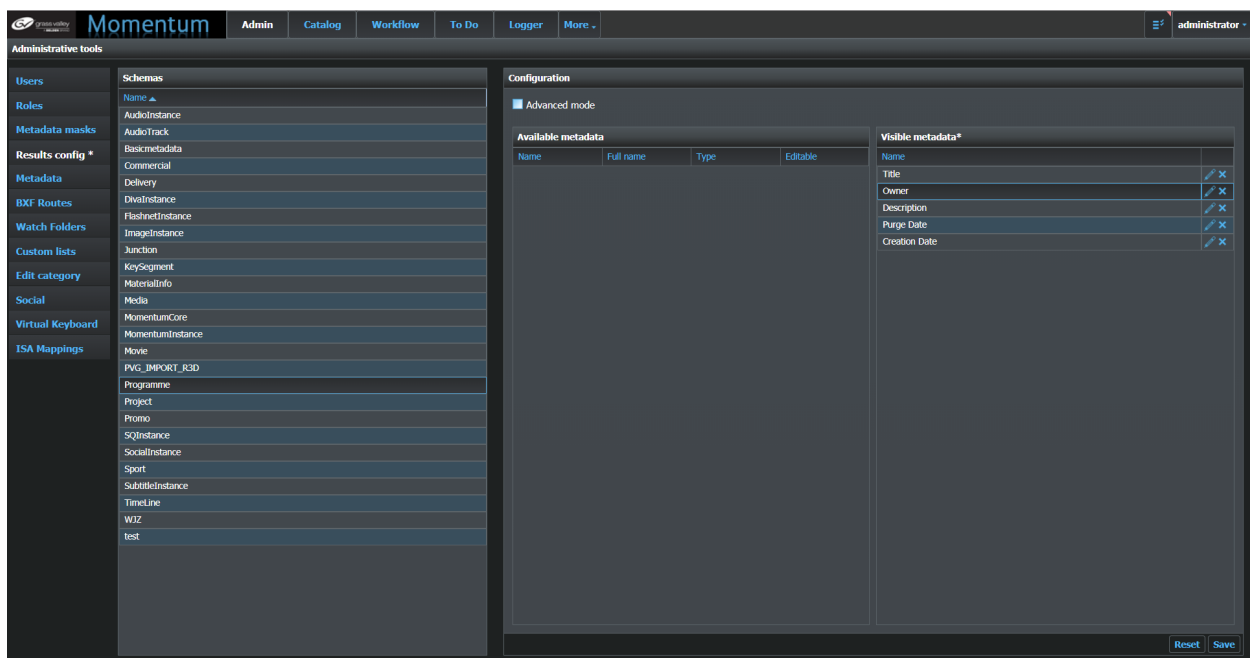 grass valley Momentum Admin Catalog Workflow To Do Logger More administrator
Administrative tools
Users
Roles
Metadata masks
Results config *
Metadata
BXF Routes
Watch Folders
Custom lists
Edit category
Social
Virtual Keyboard
ISA Mappings
Schemas
Name
AudioInstance
AudioTrack
Basicmetadata
Commercial
Delivery
DivaInstance
FlashnetInstance
ImageInstance
Junction
KeySegment
MaterialInfo
Media
MomentumCore
MomentumInstance
Movie
PVG_IMPORT_R3D
Programme
Project
Promo
SQInstance
SocialInstance
Sport
SubtitleInstance
TimeLine
WJZ
test
Configuration
Advanced mode
Available metadata
Name Full name Type Editable
Visible metadata*
Name
Title
Owner
Description
Purge Date
Creation Date
Reset Save